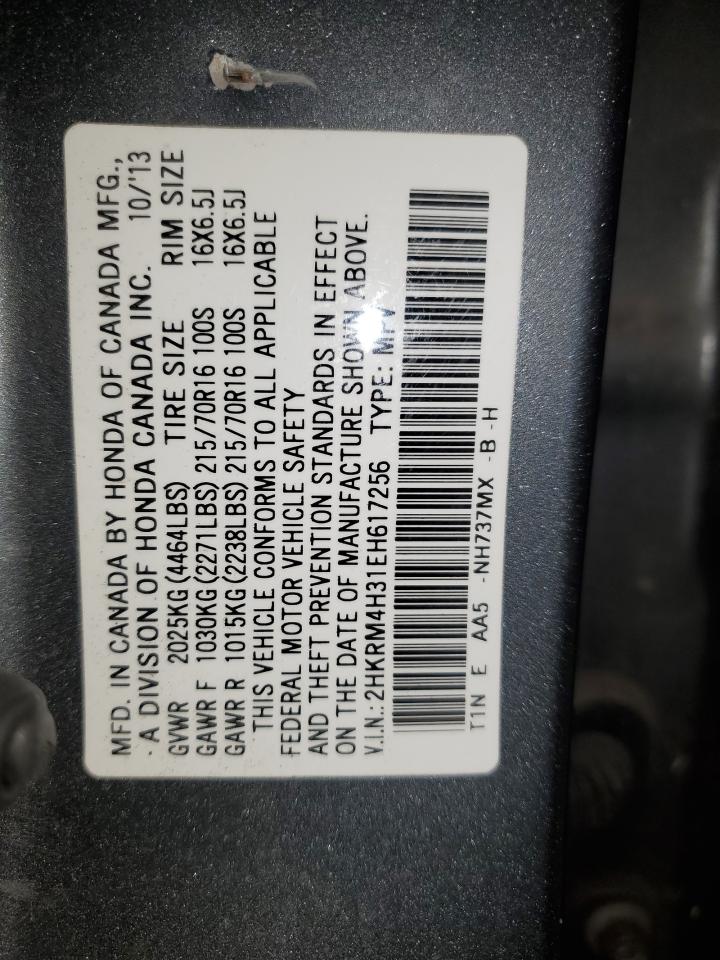 MFD. IN CANADA BY HONDA OF CANADA MFG.,
A DIVISION OF HONDA CANADA INC. 10/'13
GVWR 2025KG(4464LBS) TIRE SIZE RIM SIZE
GAWR F 1030KG(2271LBS) 215/70R16 100S 16X6.5J
GAWR R 1015KG(2238LBS) 215/70R16 100S 16X6.5J
THIS VEHICLE CONFORMS TO ALL APPLICABLE
FEDERAL MOTOR VEHICLE SAFETY
AND THEFT PREVENTION STANDARDS IN EFFECT
ON THE DATE OF MANUFACTURE SHOWN ABOVE.
V.I.N.: 2HKRM4H31EH617256 TYPE: MPV
T1N E AA5 -NH737MX -B -H